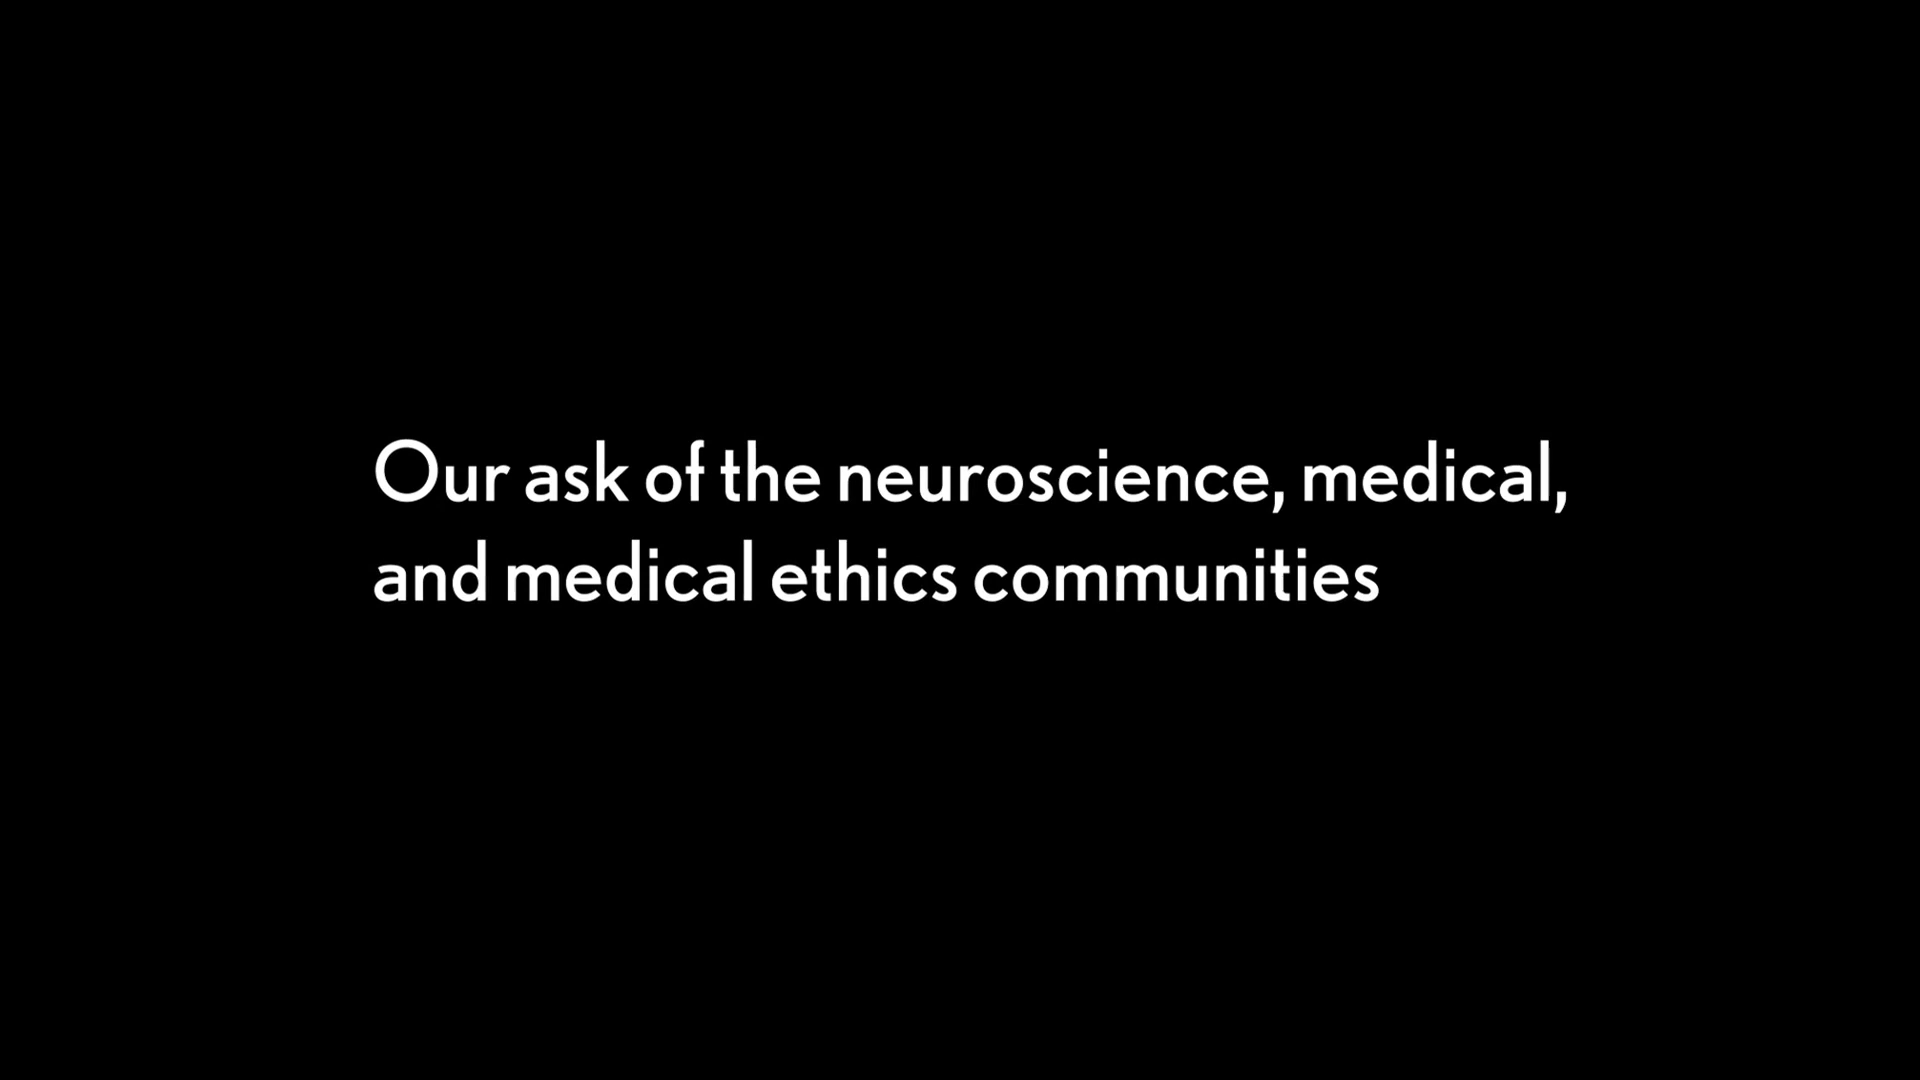 Our ask of the neuroscience, medical,
and medical ethics communities